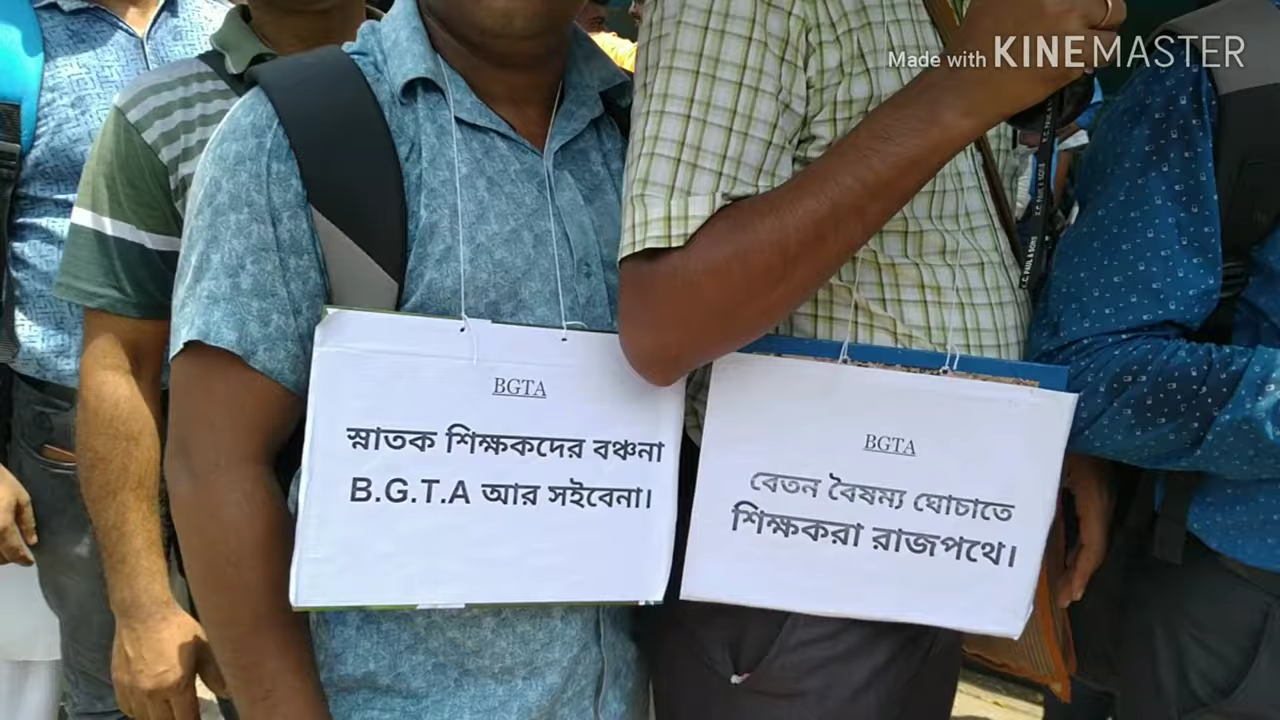 Made with KINEMASTER
BGTA
স্নাতক শিক্ষকদের বঞ্চনা
B.G.T.A আর সইবেনা।
BGTA
বেতন বৈষম্য ঘোচাতে
শিক্ষকরা রাজপথে।